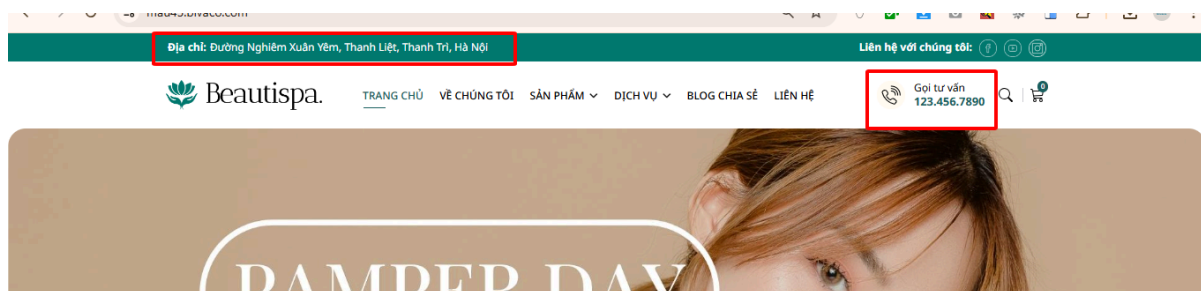 mau45.bivaco.com
Địa chỉ: Đường Nghiêm Xuân Yêm, Thanh Liệt, Thanh Trì, Hà Nội
Liên hệ với chúng tôi:
Beautispa.
TRANG CHỦ VỀ CHÚNG TÔI SẢN PHẨM DỊCH VỤ BLOG CHIA SẺ LIÊN HỆ
Gọi tư vấn
123.456.7890
0
PAMPER DAY